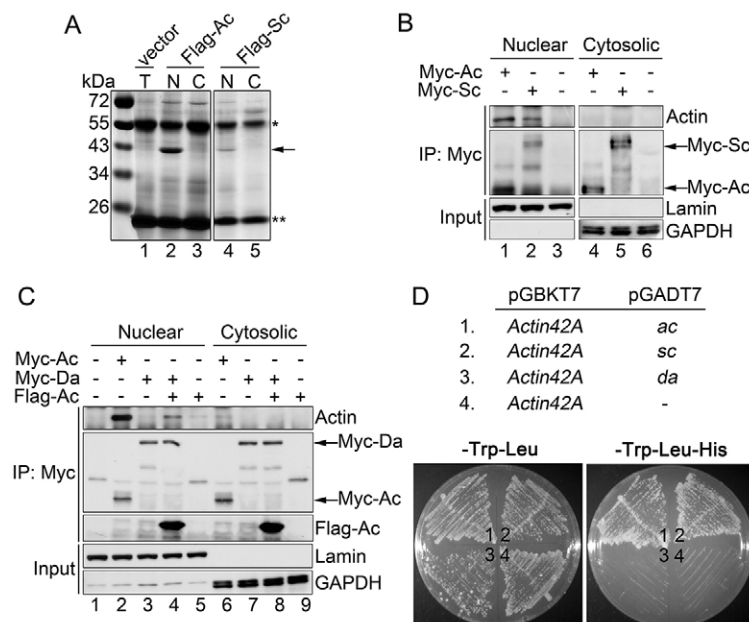 A
vector
Flag-Ac
Flag-Sc
kDa T N C N C
72
55 *
43
34
26
**
1 2 3 4 5
B
Nuclear Cytosolic
Myc-Ac + - - + - -
Myc-Sc - + - - + -
Actin
IP: Myc
Myc-Sc
Myc-Ac
Input
Lamin
GAPDH
1 2 3 4 5 6
C
Nuclear Cytosolic
Myc-Ac - + - - - + - - -
Myc-Da - - + + - - + + -
Flag-Ac - - - + + - - + +
Actin
IP: Myc
Myc-Da
Myc-Ac
Flag-Ac
Input
Lamin
GAPDH
1 2 3 4 5 6 7 8 9
D
pGBKT7 pGADT7
1. Actin42A ac
2. Actin42A sc
3. Actin42A da
4. Actin42A -
-Trp-Leu -Trp-Leu-His
1 2 1 2
3 4 3 4